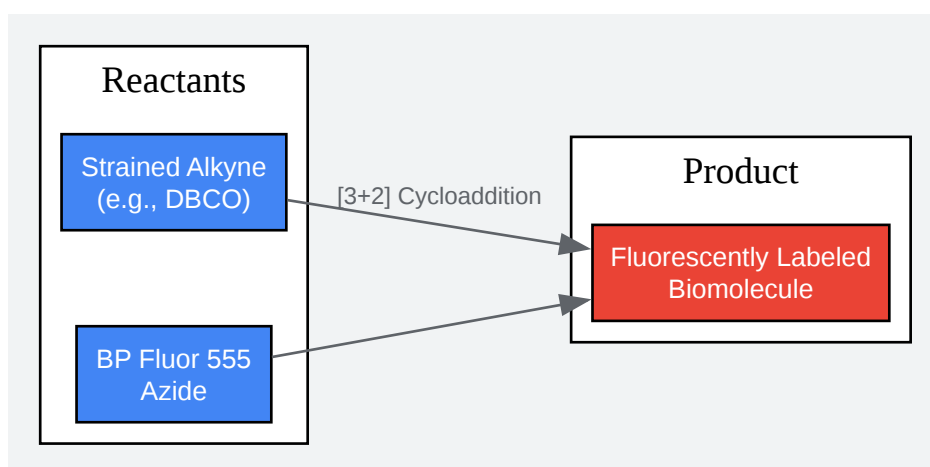 Reactants
Strained Alkyne
(e.g., DBCO)
BP Fluor 555
Azide
[3+2] Cycloaddition
Product
Fluorescently Labeled
Biomolecule